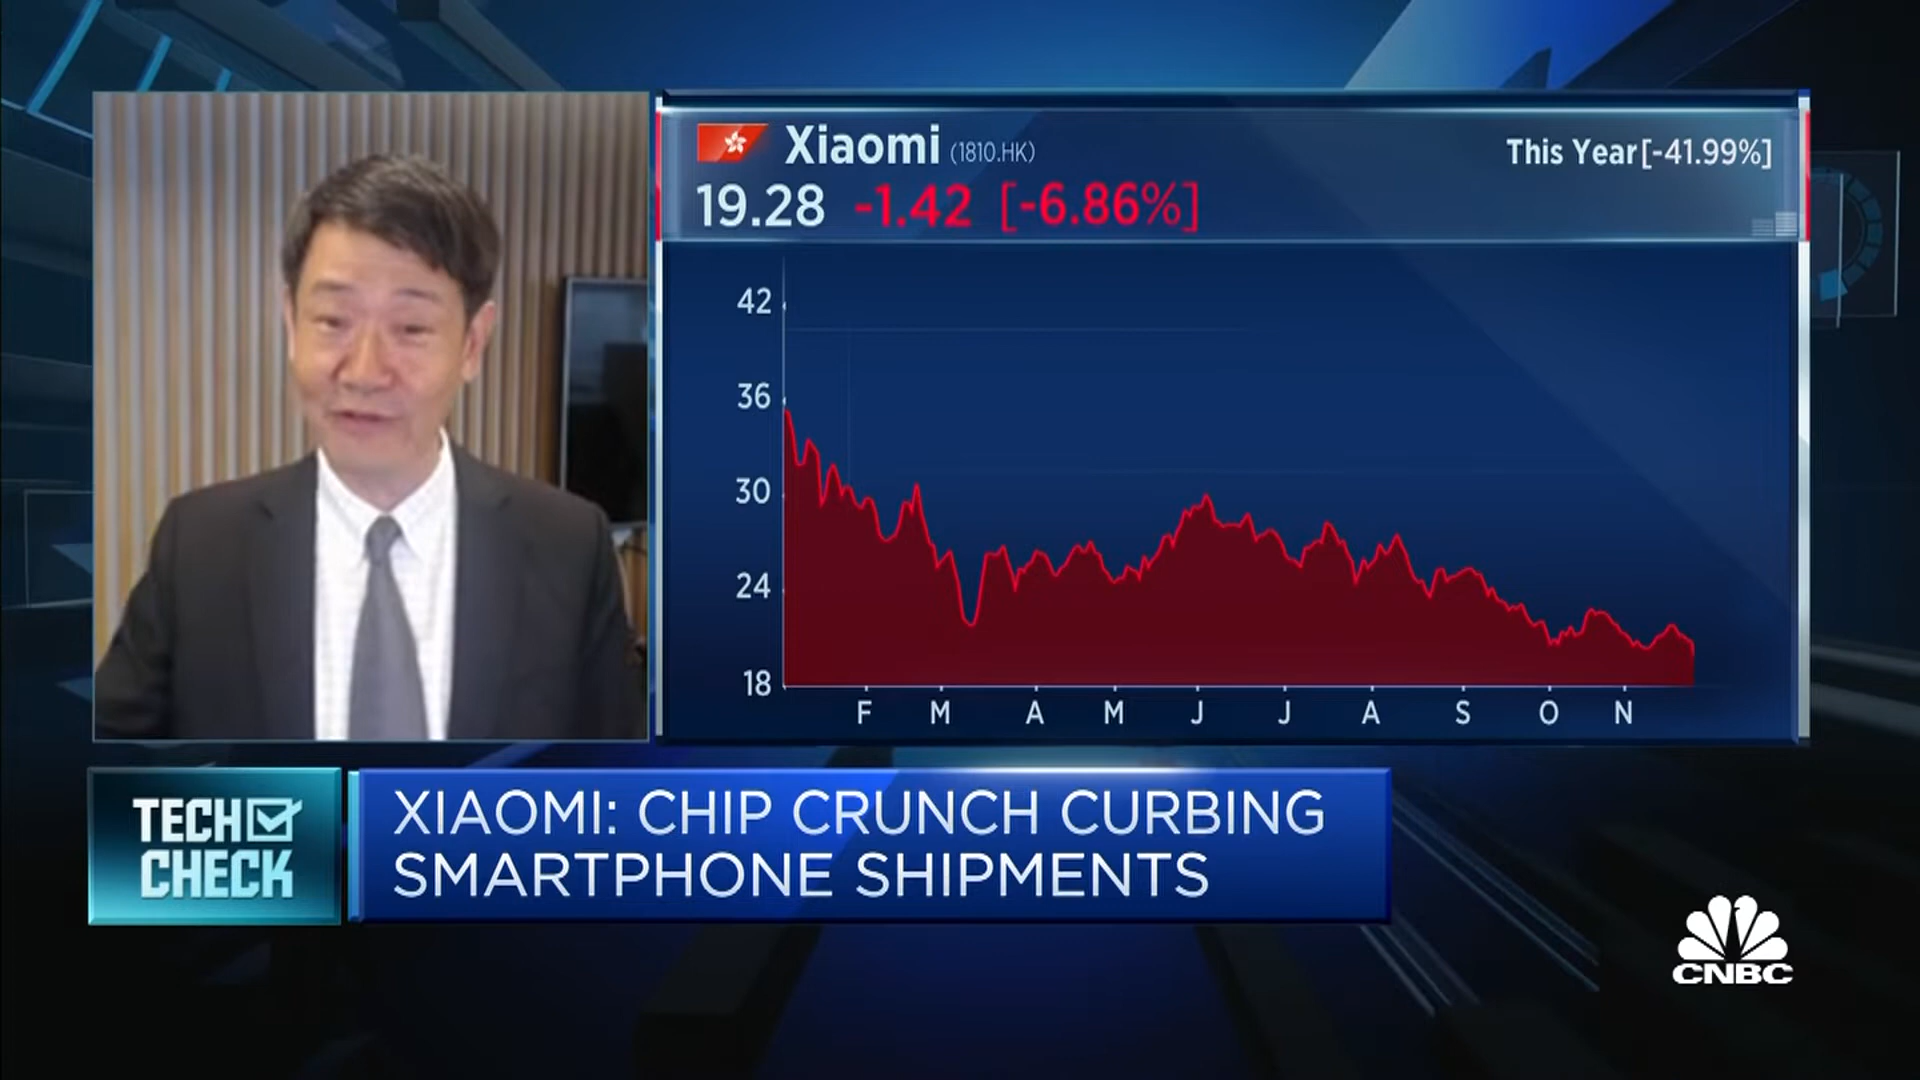 Xiaomi (1810.HK)
This Year[-41.99%]
19.28 -1.42 [-6.86%]
42
36
30
24
18
F M A M J J A S O N
TECH
CHECK
XIAOMI: CHIP CRUNCH CURBING
SMARTPHONE SHIPMENTS
CNBC